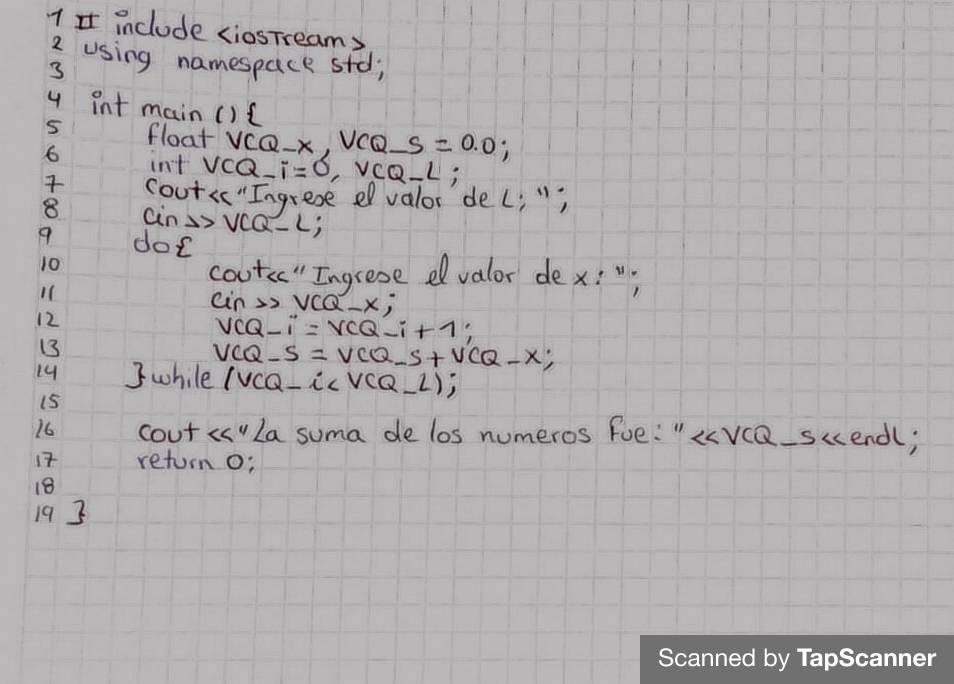 1 # include <iostream>
2 using namespace std;
3
4 int main () {
5 float VCQ_x, VCQ_s = 0.0;
6 int VCQ_i=0, VCQ_L;
7 cout<<"Ingrese el valor de L; ";
8 cin>> VCQ_L;
9 do{
10 cout<<"Ingrese el valor de x: ";
11 cin >> VCQ_x;
12 VCQ_i = VCQ_i + 1;
13 VCQ_s = VCQ_s + VCQ_x;
14 } while (VCQ_i< VCQ_L);
15
16 cout <<"La suma de los numeros fue: "<<VCQ_s<<endl;
17 return 0;
18
19 }
Scanned by TapScanner